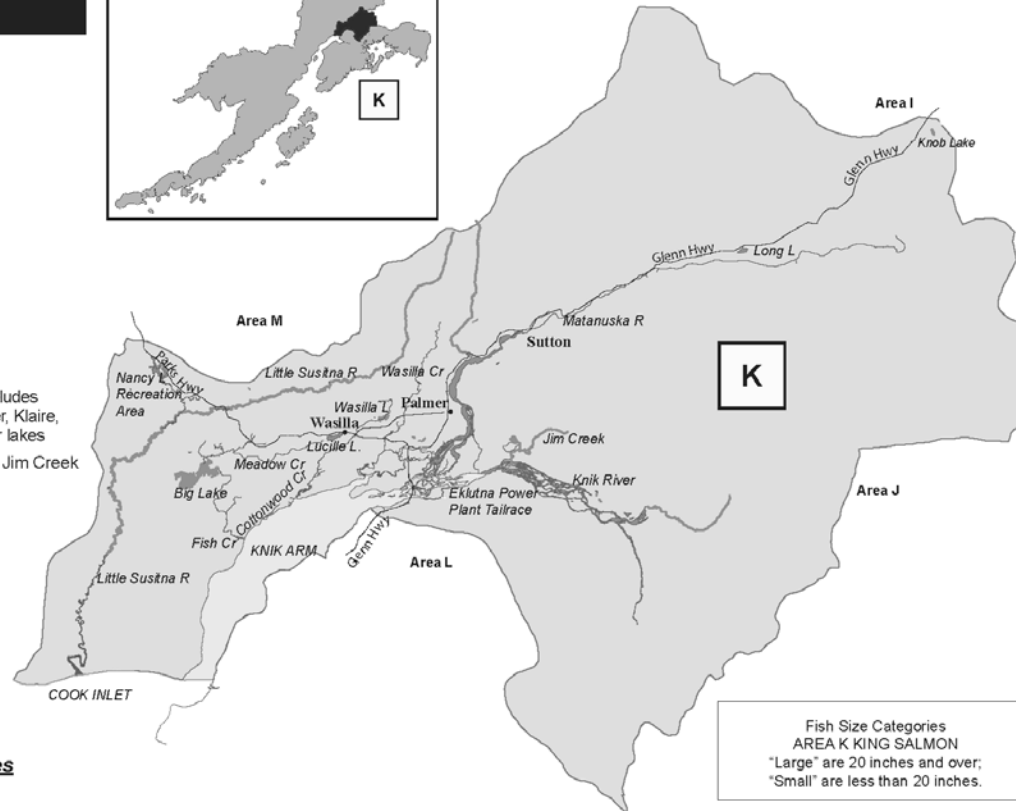 K
Area I
Knob Lake
Glenn Hwy
Glenn Hwy
Long L
Area M
Matanuska R
Sutton
K
Parks Hwy
Little Susitna R
Wasilla Cr
Nancy L
Recreation
Area
Wasilla L
Palmer
Wasilla
Lucille L.
Jim Creek
Meadow Cr
Big Lake
Cottonwood Cr
Knik River
Eklutna Power
Plant Tailrace
Area J
Fish Cr
KNIK ARM
Glenn Hwy
Area L
Little Susitna R
COOK INLET
Klaire,
lakes
Jim Creek
Fish Size Categories
AREA K KING SALMON
"Large" are 20 inches and over;
"Small" are less than 20 inches.